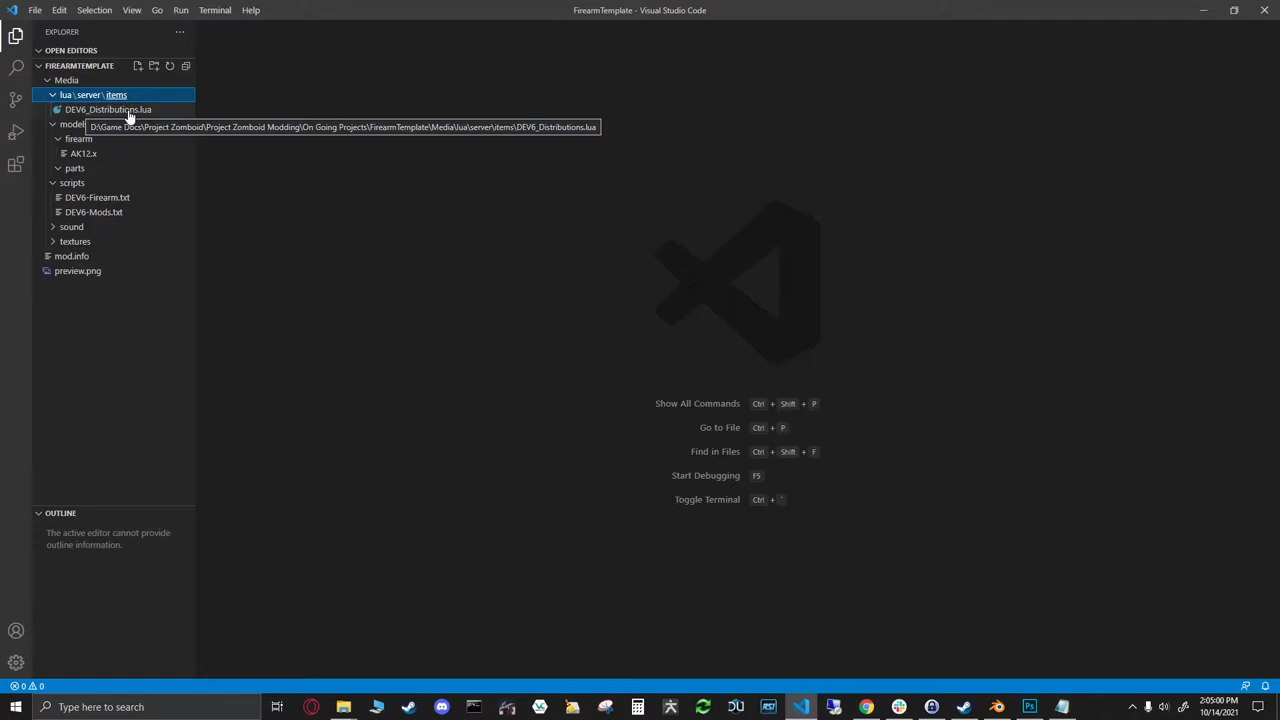 File Edit Selection View Go Run Terminal Help
FirearmTemplate - Visual Studio Code
EXPLORER
OPEN EDITORS
FIREARMTEMPLATE
Media
lua\server\items
DEV6_Distributions.lua
D:\Game Docs\Project Zomboid\Project Zomboid Modding\On Going Projects\FirearmTemplate\Media\lua\server\items\DEV6_Distributions.lua
firearm
AK12.x
parts
scripts
DEV6-Firearm.txt
DEV6-Mods.txt
sound
textures
mod.info
preview.png
Show All Commands Ctrl + Shift + P
Go to File Ctrl + P
Find in Files Ctrl + Shift + F
Start Debugging F5
Toggle Terminal Ctrl + `
OUTLINE
The active editor cannot provide
outline information.
0 0
Type here to search
2:05:00 PM
10/14/2021